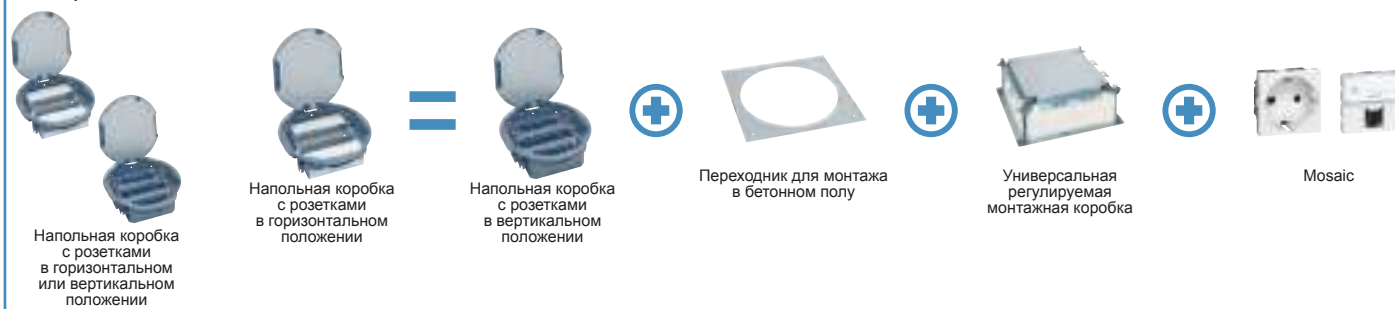 Напольная коробка
с розетками
в горизонтальном
или вертикальном
положении
Напольная коробка
с розетками
в горизонтальном
положении
Напольная коробка
с розетками
в вертикальном
положении
Переходник для монтажа
в бетонном полу
Универсальная
регулируемая
монтажная коробка
Mosaic